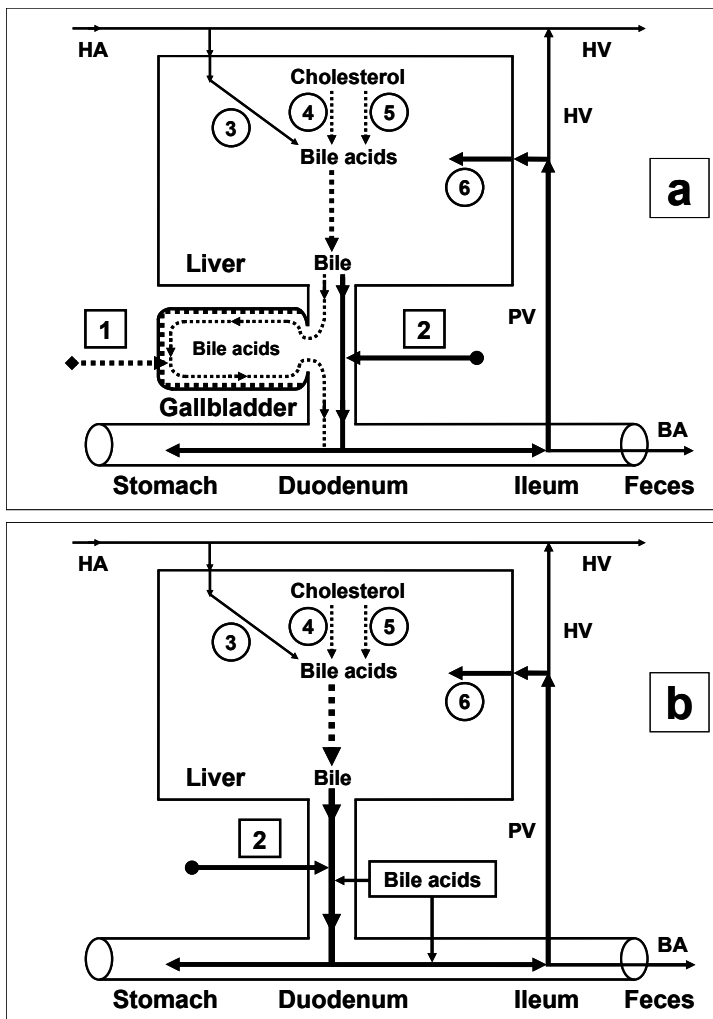 HA
HV
Cholesterol
4
5
3
HV
Bile acids
6
a
Liver
Bile
1
Bile acids
2
PV
Gallbladder
BA
Stomach
Duodenum
Ileum
Feces
HA
HV
Cholesterol
4
5
3
HV
Bile acids
6
b
Liver
Bile
2
PV
Bile acids
BA
Stomach
Duodenum
Ileum
Feces